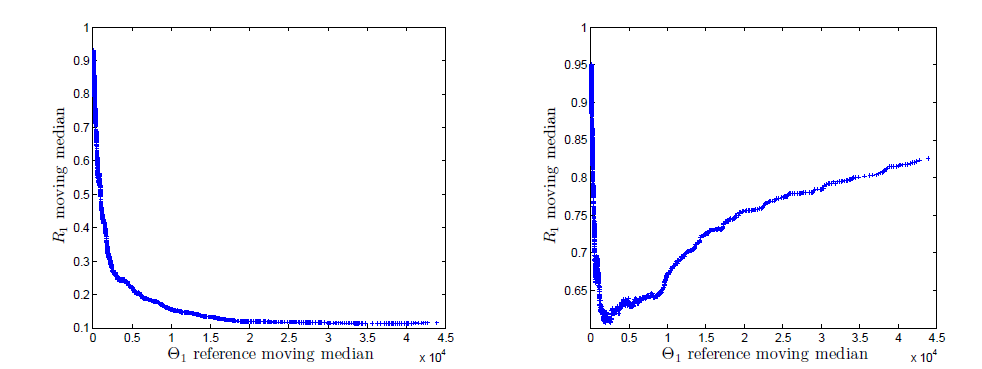 1
0.9
0.8
0.7
0.6
0.5
0.4
0.3
0.2
0.1
R₁ moving median
0 0.5 1 1.5 2 2.5 3 3.5 4 4.5
x 10⁴
Θ₁ reference moving median
1
0.95
0.9
0.85
0.8
0.75
0.7
0.65
R₁ moving median
0 0.5 1 1.5 2 2.5 3 3.5 4 4.5
x 10⁴
Θ₁ reference moving median